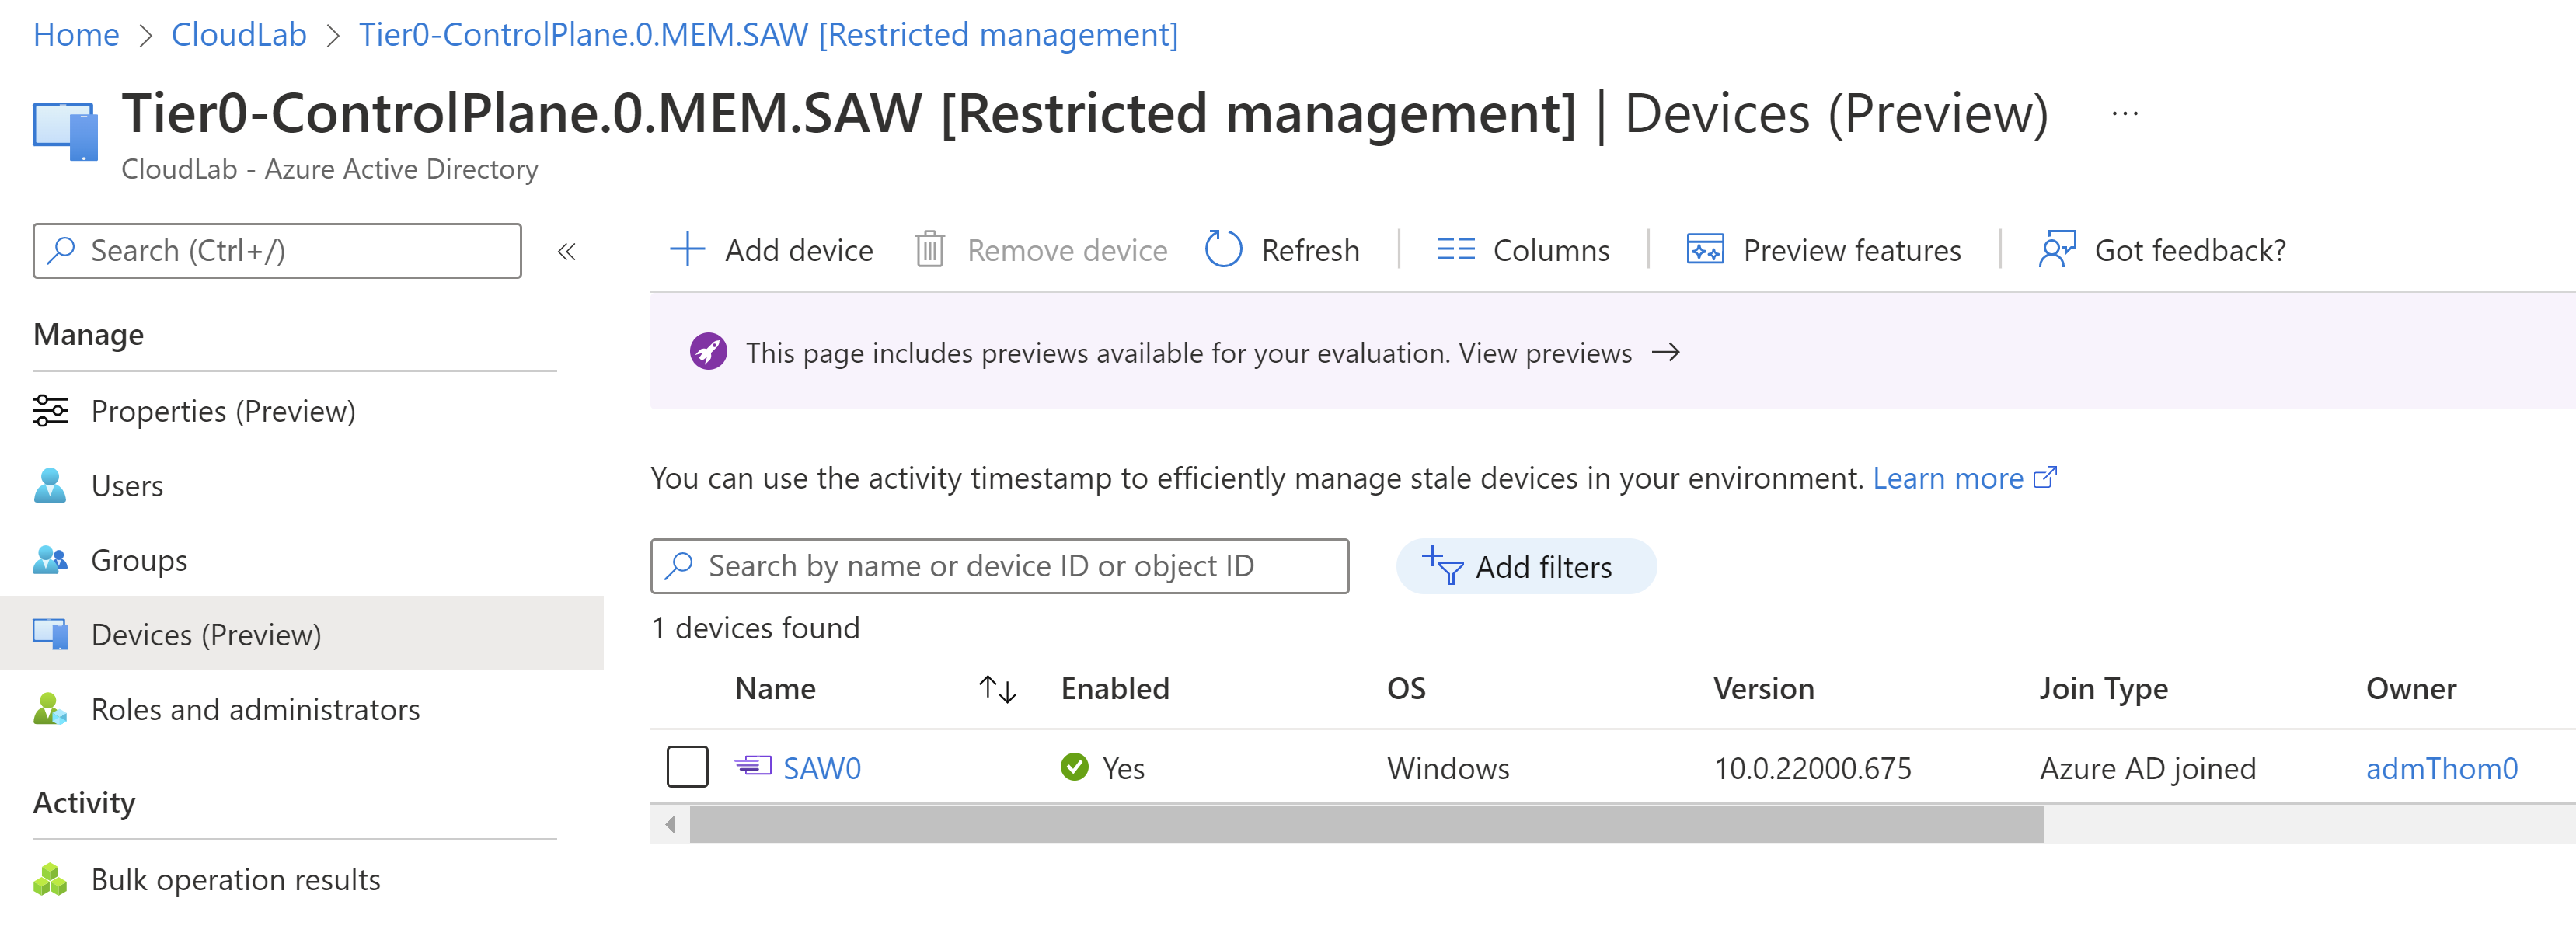 Home > CloudLab > Tier0-ControlPlane.0.MEM.SAW [Restricted management]
Tier0-ControlPlane.0.MEM.SAW [Restricted management] | Devices (Preview) ...
CloudLab - Azure Active Directory
Search (Ctrl+/) «
Manage
Properties (Preview)
Users
Groups
Devices (Preview)
Roles and administrators
Activity
Bulk operation results
Add device Remove device Refresh Columns Preview features Got feedback?
This page includes previews available for your evaluation. View previews →
You can use the activity timestamp to efficiently manage stale devices in your environment. Learn more
Search by name or device ID or object ID Add filters
1 devices found
Name ↑↓ Enabled OS Version Join Type Owner
SAW0 Yes Windows 10.0.22000.675 Azure AD joined admThom0